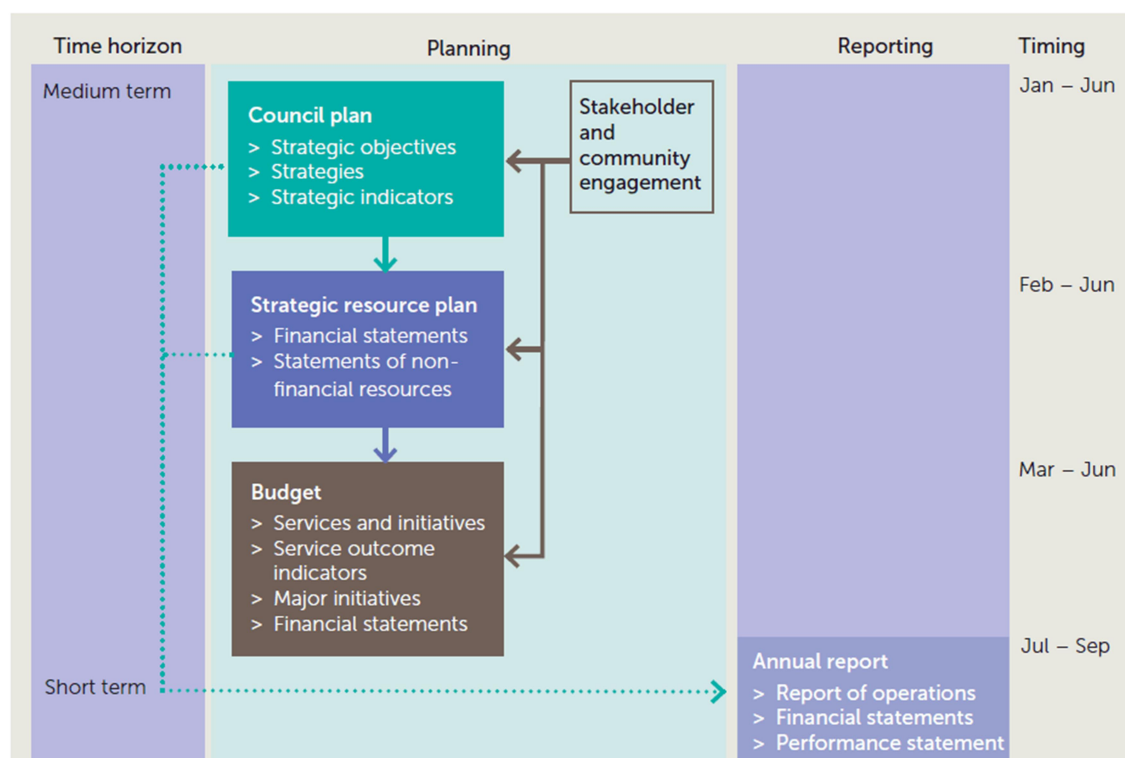 Time horizon
Planning
Reporting
Timing
Medium term
Council plan
> Strategic objectives
> Strategies
> Strategic indicators
Stakeholder
and
community
engagement
Jan – Jun
Strategic resource plan
> Financial statements
> Statements of non-
financial resources
Feb – Jun
Budget
> Services and initiatives
> Service outcome
indicators
> Major initiatives
> Financial statements
Mar – Jun
Short term
Annual report
> Report of operations
> Financial statements
> Performance statement
Jul – Sep